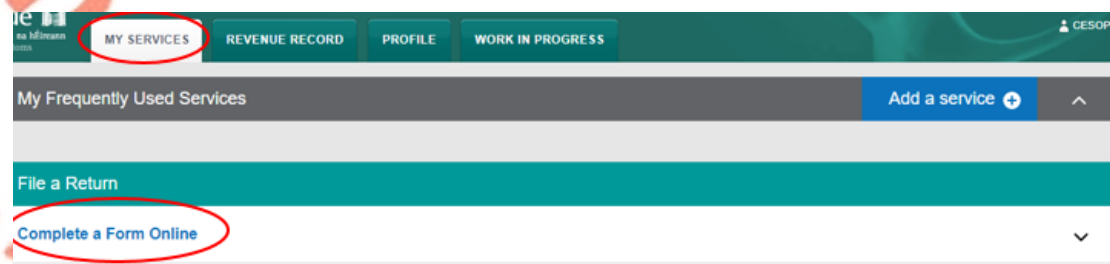 na hÉireann
MY SERVICES
REVENUE RECORD
PROFILE
WORK IN PROGRESS
CESOP
My Frequently Used Services
Add a service
File a Return
Complete a Form Online